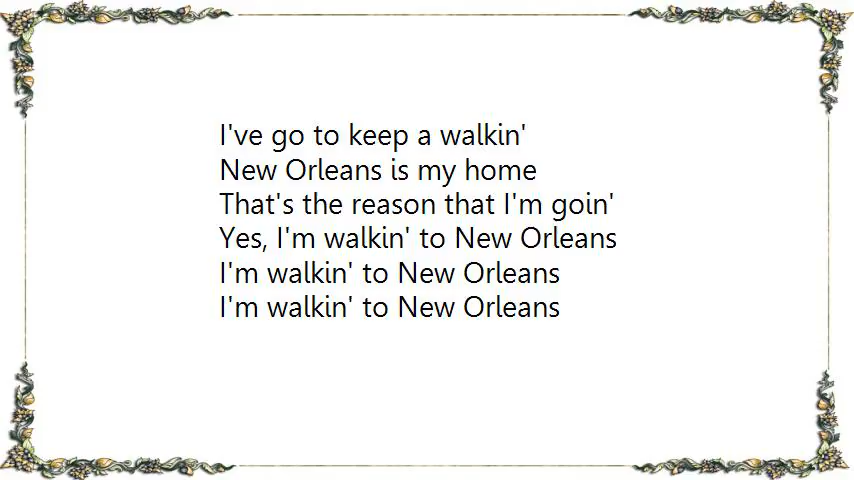 I've go to keep a walkin'
New Orleans is my home
That's the reason that I'm goin'
Yes, I'm walkin' to New Orleans
I'm walkin' to New Orleans
I'm walkin' to New Orleans